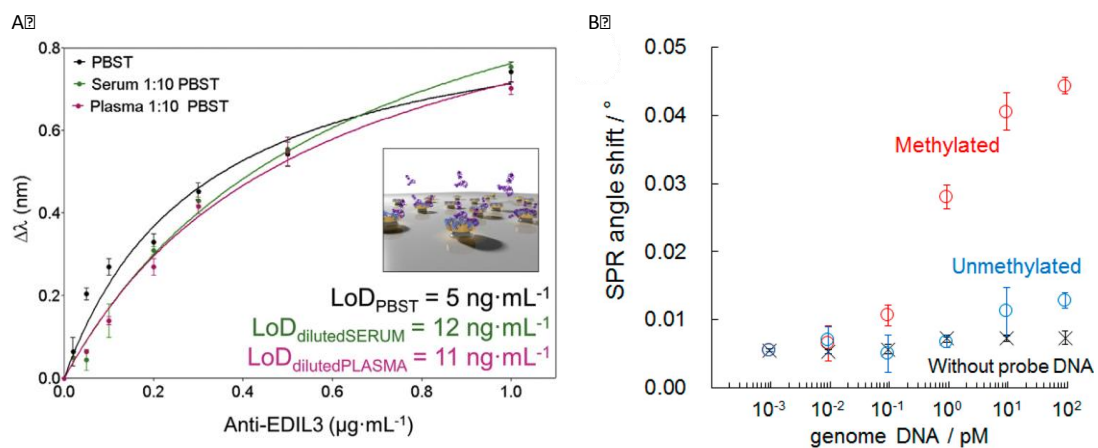 A
B
0.8
0.6
0.4
0.2
0.0
Δλ (nm)
PBST
Serum 1:10 PBST
Plasma 1:10 PBST
LoD_PBST = 5 ng·mL⁻¹
LoD_dilutedSERUM = 12 ng·mL⁻¹
LoD_dilutedPLASMA = 11 ng·mL⁻¹
0.0 0.2 0.4 0.6 0.8 1.0
Anti-EDIL3 (µg·mL⁻¹)
0.05
0.04
0.03
0.02
0.01
0.00
SPR angle shift / °
Methylated
Unmethylated
Without probe DNA
10⁻³ 10⁻² 10⁻¹ 10⁰ 10¹ 10²
genome DNA / pM